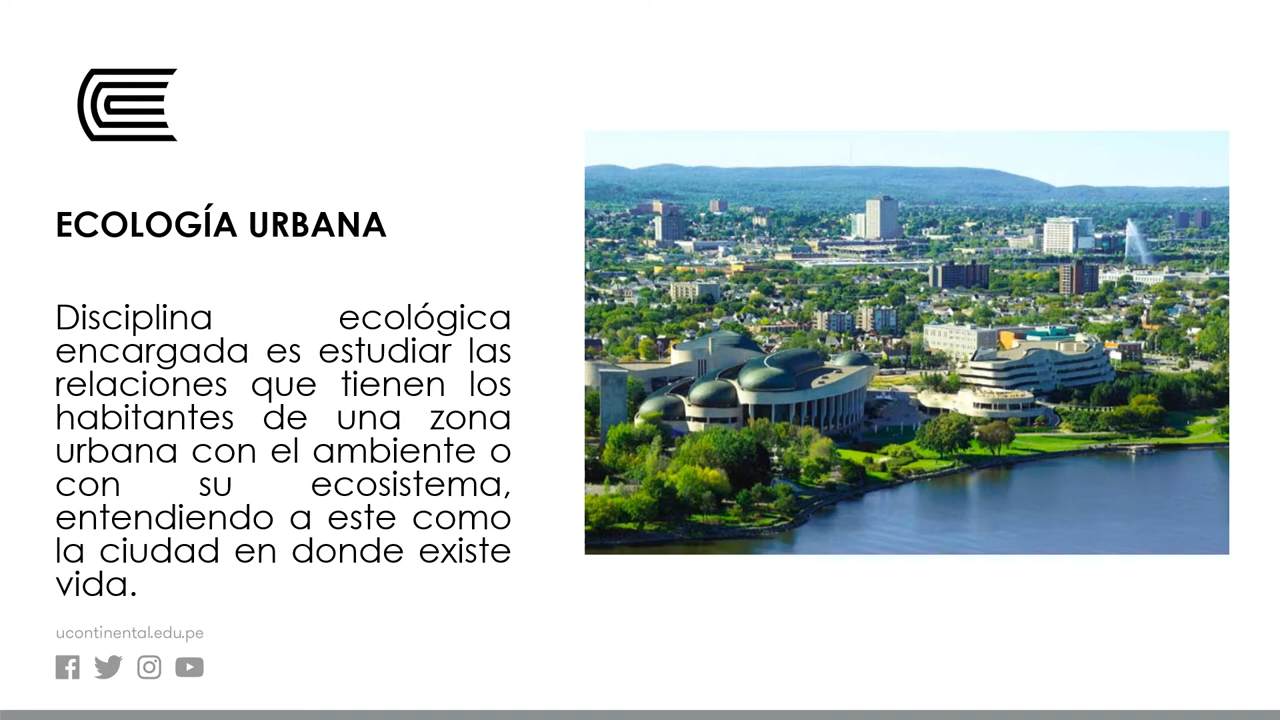 ECOLOGÍA URBANA
Disciplina ecológica
encargada es estudiar las
relaciones que tienen los
habitantes de una zona
urbana con el ambiente o
con su ecosistema,
entendiendo a este como
la ciudad en donde existe
vida.
ucontinental.edu.pe